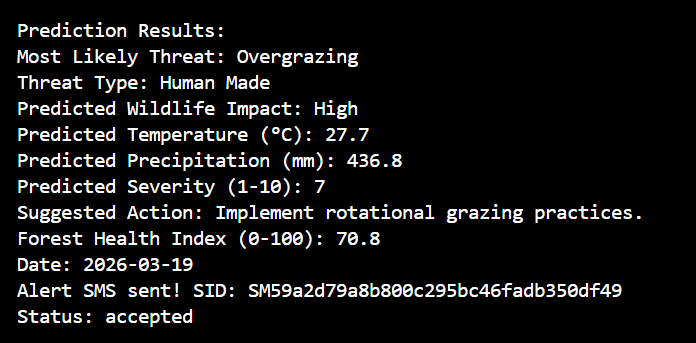 Prediction Results:
Most Likely Threat: Overgrazing
Threat Type: Human Made
Predicted Wildlife Impact: High
Predicted Temperature (°C): 27.7
Predicted Precipitation (mm): 436.8
Predicted Severity (1-10): 7
Suggested Action: Implement rotational grazing practices.
Forest Health Index (0-100): 70.8
Date: 2026-03-19
Alert SMS sent! SID: SM59a2d79a8b800c295bc46fadb350df49
Status: accepted